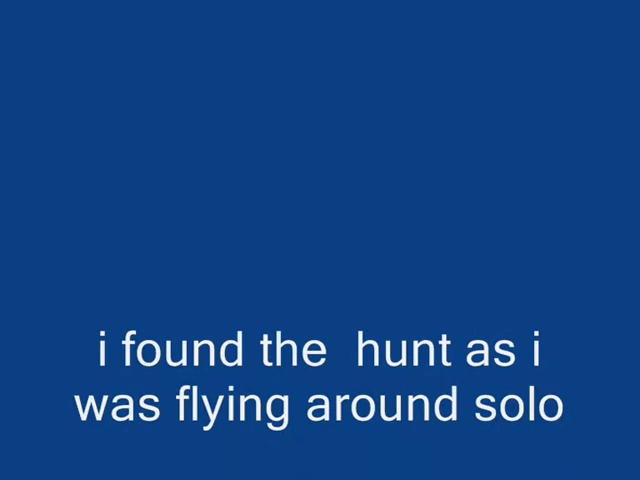 i found the  hunt as i
was flying around solo